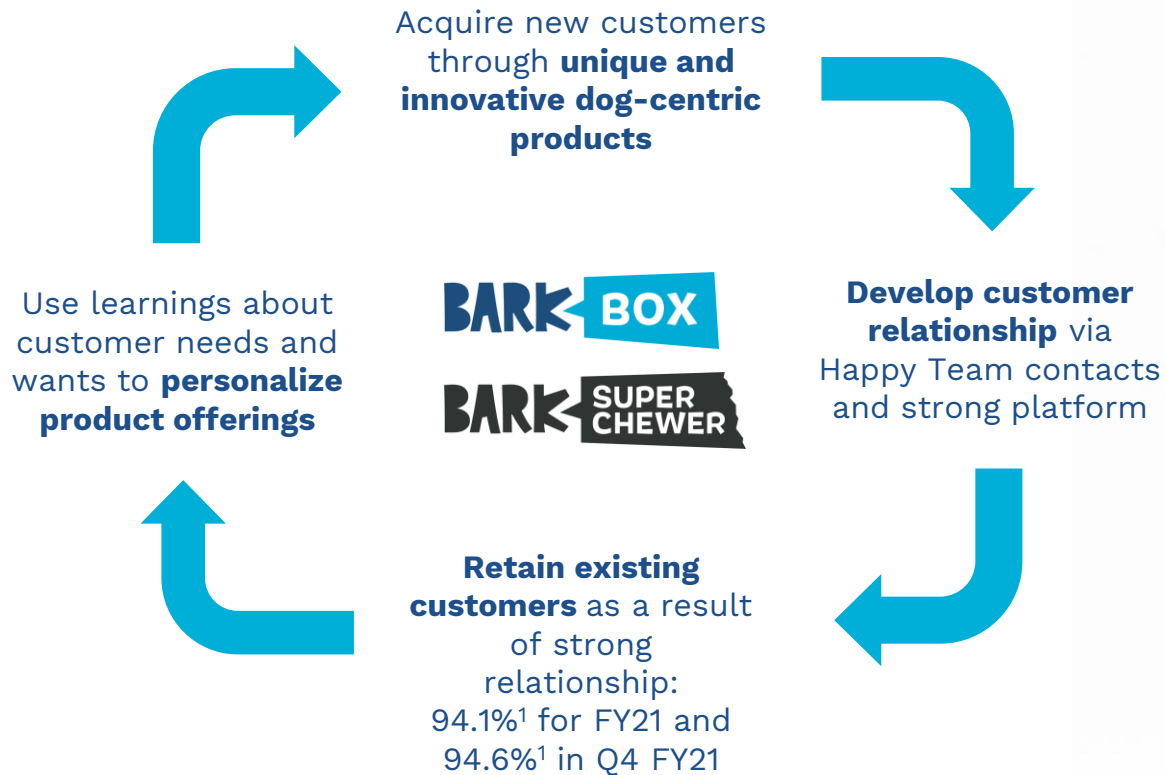 Acquire new customers
through unique and
innovative dog-centric
products
Develop customer
relationship via
Happy Team contacts
and strong platform
Retain existing
customers as a result
of strong
relationship:
94.1%¹ for FY21 and
94.6%¹ in Q4 FY21
Use learnings about
customer needs and
wants to personalize
product offerings
BARK BOX
BARK SUPER
CHEWER